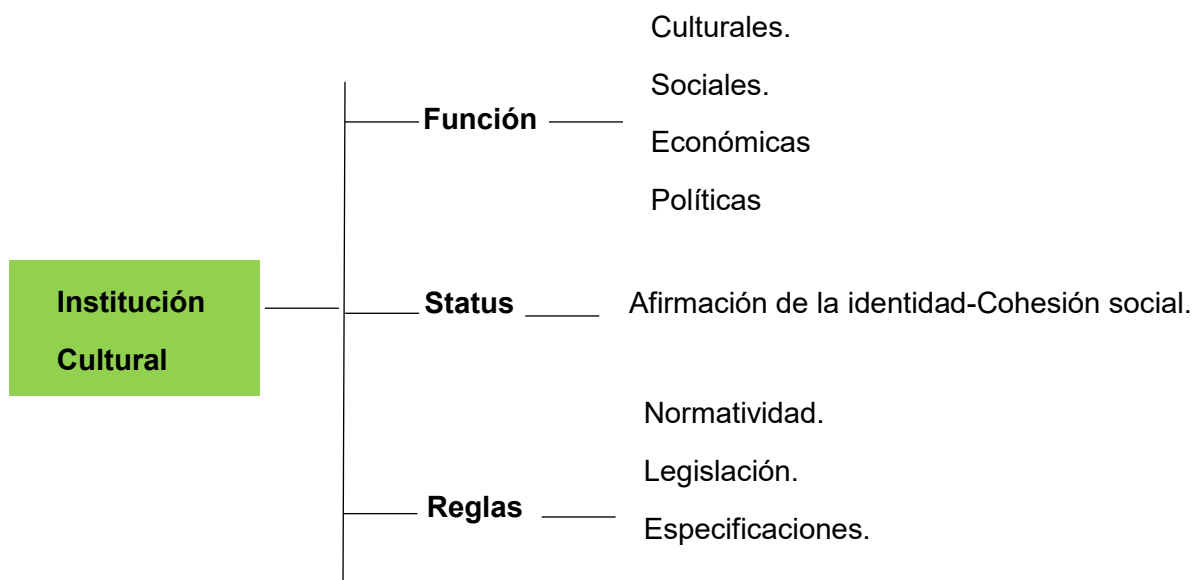 Institución
Cultural
Función
Culturales.
Sociales.
Económicas
Políticas
Status
Afirmación de la identidad-Cohesión social.
Reglas
Normatividad.
Legislación.
Especificaciones.